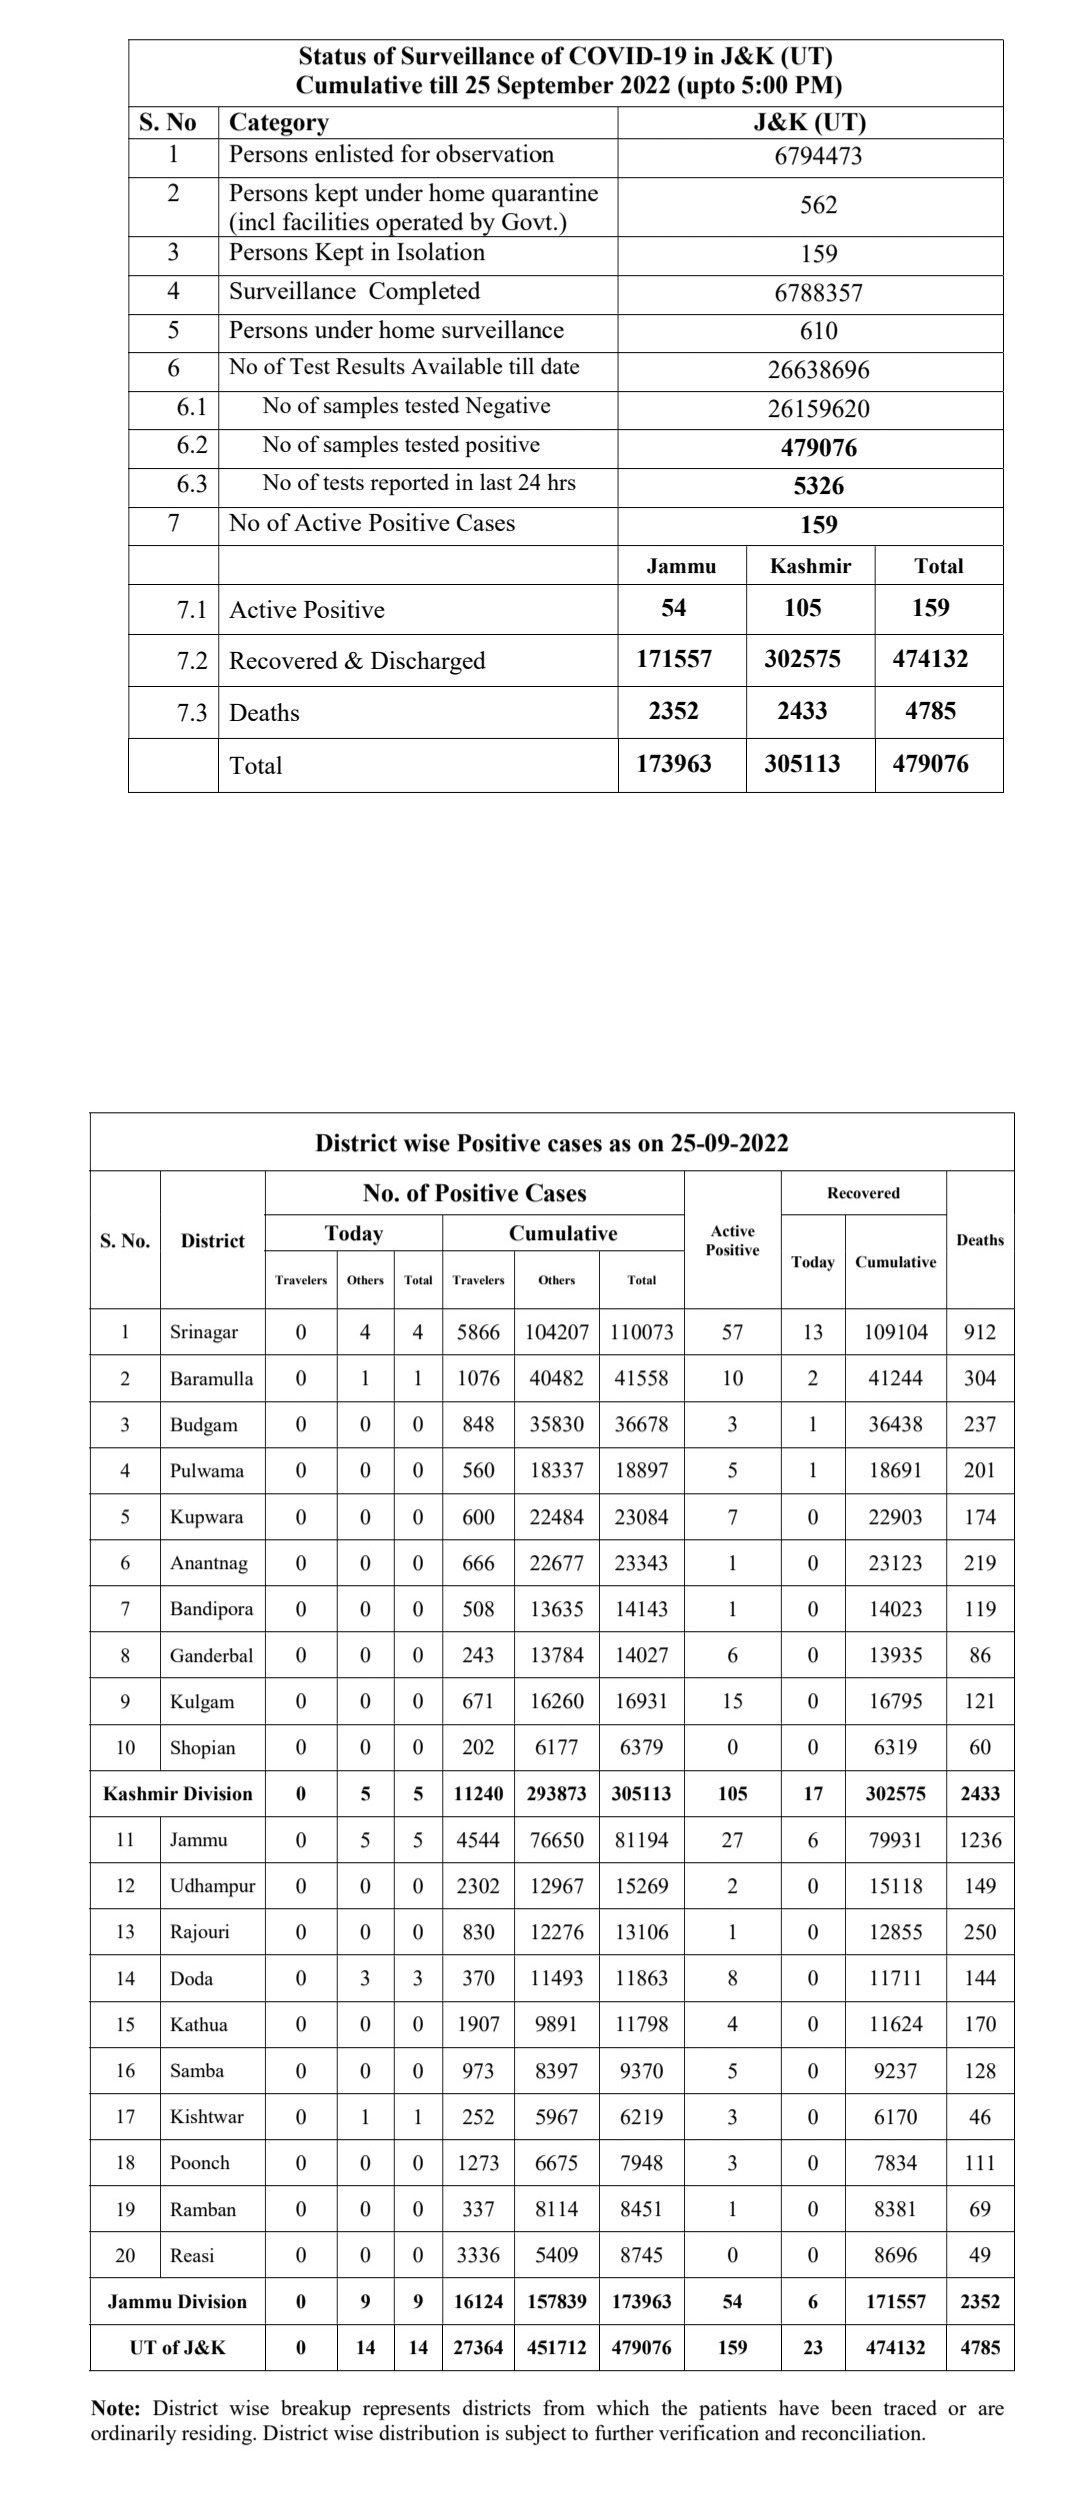 Status of Surveillance of COVID-19 in J&K (UT)
Cumulative till 25 September 2022 (upto 5:00 PM)
S. No Category J&K (UT)
1 Persons enlisted for observation 6794473
2 Persons kept under home quarantine
(incl facilities operated by Govt.) 562
3 Persons Kept in Isolation 159
4 Surveillance Completed 6788357
5 Persons under home surveillance 610
6 No of Test Results Available till date 26638696
6.1 No of samples tested Negative 26159620
6.2 No of samples tested positive 479076
6.3 No of tests reported in last 24 hrs 5326
7 No of Active Positive Cases 159
Jammu Kashmir Total
7.1 Active Positive 54 105 159
7.2 Recovered & Discharged 171557 302575 474132
7.3 Deaths 2352 2433 4785
Total 173963 305113 479076
District wise Positive cases as on 25-09-2022
S. No. District No. of Positive Cases Active Positive Recovered Deaths
Today Cumulative Today Cumulative
Travelers Others Total Travelers Others Total
1 Srinagar 0 4 4 5866 104207 110073 57 13 109104 912
2 Baramulla 0 1 1 1076 40482 41558 10 2 41244 304
3 Budgam 0 0 0 848 35830 36678 3 1 36438 237
4 Pulwama 0 0 0 560 18337 18897 5 1 18691 201
5 Kupwara 0 0 0 600 22484 23084 7 0 22903 174
6 Anantnag 0 0 0 666 22677 23343 1 0 23123 219
7 Bandipora 0 0 0 508 13635 14143 1 0 14023 119
8 Ganderbal 0 0 0 243 13784 14027 6 0 13935 86
9 Kulgam 0 0 0 671 16260 16931 15 0 16795 121
10 Shopian 0 0 0 202 6177 6379 0 0 6319 60
Kashmir Division 0 5 5 11240 293873 305113 105 17 302575 2433
11 Jammu 0 5 5 4544 76650 81194 27 6 79931 1236
12 Udhampur 0 0 0 2302 12967 15269 2 0 15118 149
13 Rajouri 0 0 0 830 12276 13106 1 0 12855 250
14 Doda 0 3 3 370 11493 11863 8 0 11711 144
15 Kathua 0 0 0 1907 9891 11798 4 0 11624 170
16 Samba 0 0 0 973 8397 9370 5 0 9237 128
17 Kishtwar 0 1 1 252 5967 6219 3 0 6170 46
18 Poonch 0 0 0 1273 6675 7948 3 0 7834 111
19 Ramban 0 0 0 337 8114 8451 1 0 8381 69
20 Reasi 0 0 0 3336 5409 8745 0 0 8696 49
Jammu Division 0 9 9 16124 157839 173963 54 6 171557 2352
UT of J&K 0 14 14 27364 451712 479076 159 23 474132 4785
Note: District wise breakup represents districts from which the patients have been traced or are
ordinarily residing. District wise distribution is subject to further verification and reconciliation.